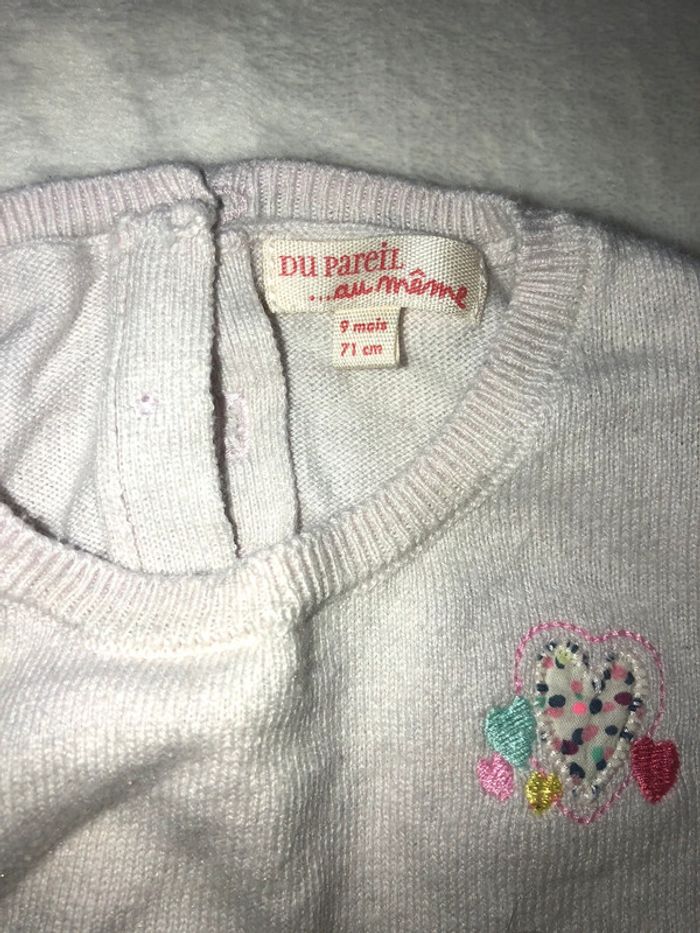 DU PAREIL
...au même
9 mois
71 cm